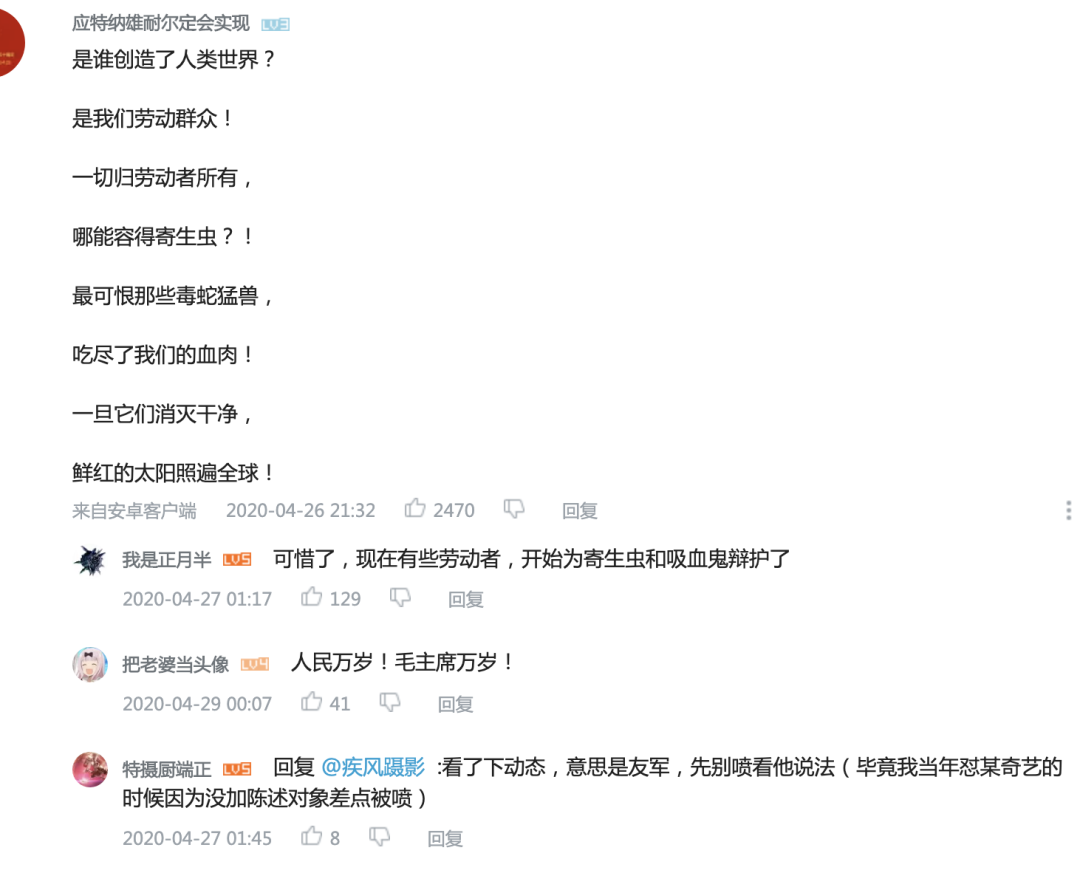 应特纳雄耐尔定会实现 LV3
是谁创造了人类世界？
是我们劳动群众！
一切归劳动者所有，
哪能容得寄生虫？！
最可恨那些毒蛇猛兽，
吃尽了我们的血肉！
一旦它们消灭干净，
鲜红的太阳照遍全球！
来自安卓客户端 2020-04-26 21:32 2470 回复
我是正月半 LV5 可惜了，现在有些劳动者，开始为寄生虫和吸血鬼辩护了
2020-04-27 01:17 129 回复
把老婆当头像 LV4 人民万岁！毛主席万岁！
2020-04-29 00:07 41 回复
特摄厨端正 LV5 回复 @疾风蹑影 :看了下动态，意思是友军，先别喷看他说法（毕竟我当年怼某奇艺的
时候因为没加陈述对象差点被喷）
2020-04-27 01:45 8 回复